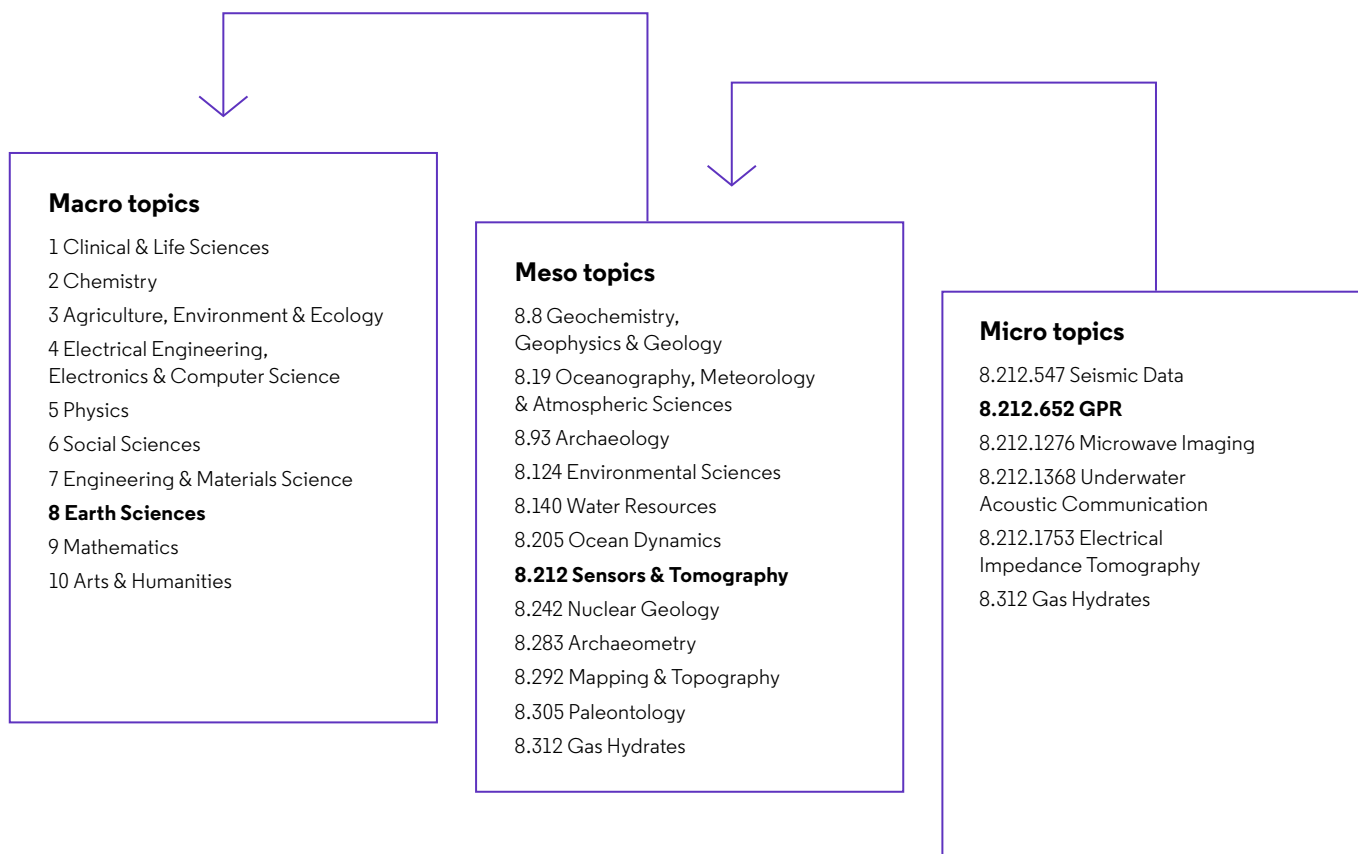 Macro topics
1 Clinical & Life Sciences
2 Chemistry
3 Agriculture, Environment & Ecology
4 Electrical Engineering,
Electronics & Computer Science
5 Physics
6 Social Sciences
7 Engineering & Materials Science
8 Earth Sciences
9 Mathematics
10 Arts & Humanities
Meso topics
8.8 Geochemistry,
Geophysics & Geology
8.19 Oceanography, Meteorology
& Atmospheric Sciences
8.93 Archaeology
8.124 Environmental Sciences
8.140 Water Resources
8.205 Ocean Dynamics
8.212 Sensors & Tomography
8.242 Nuclear Geology
8.283 Archaeometry
8.292 Mapping & Topography
8.305 Paleontology
8.312 Gas Hydrates
Micro topics
8.212.547 Seismic Data
8.212.652 GPR
8.212.1276 Microwave Imaging
8.212.1368 Underwater
Acoustic Communication
8.212.1753 Electrical
Impedance Tomography
8.312 Gas Hydrates